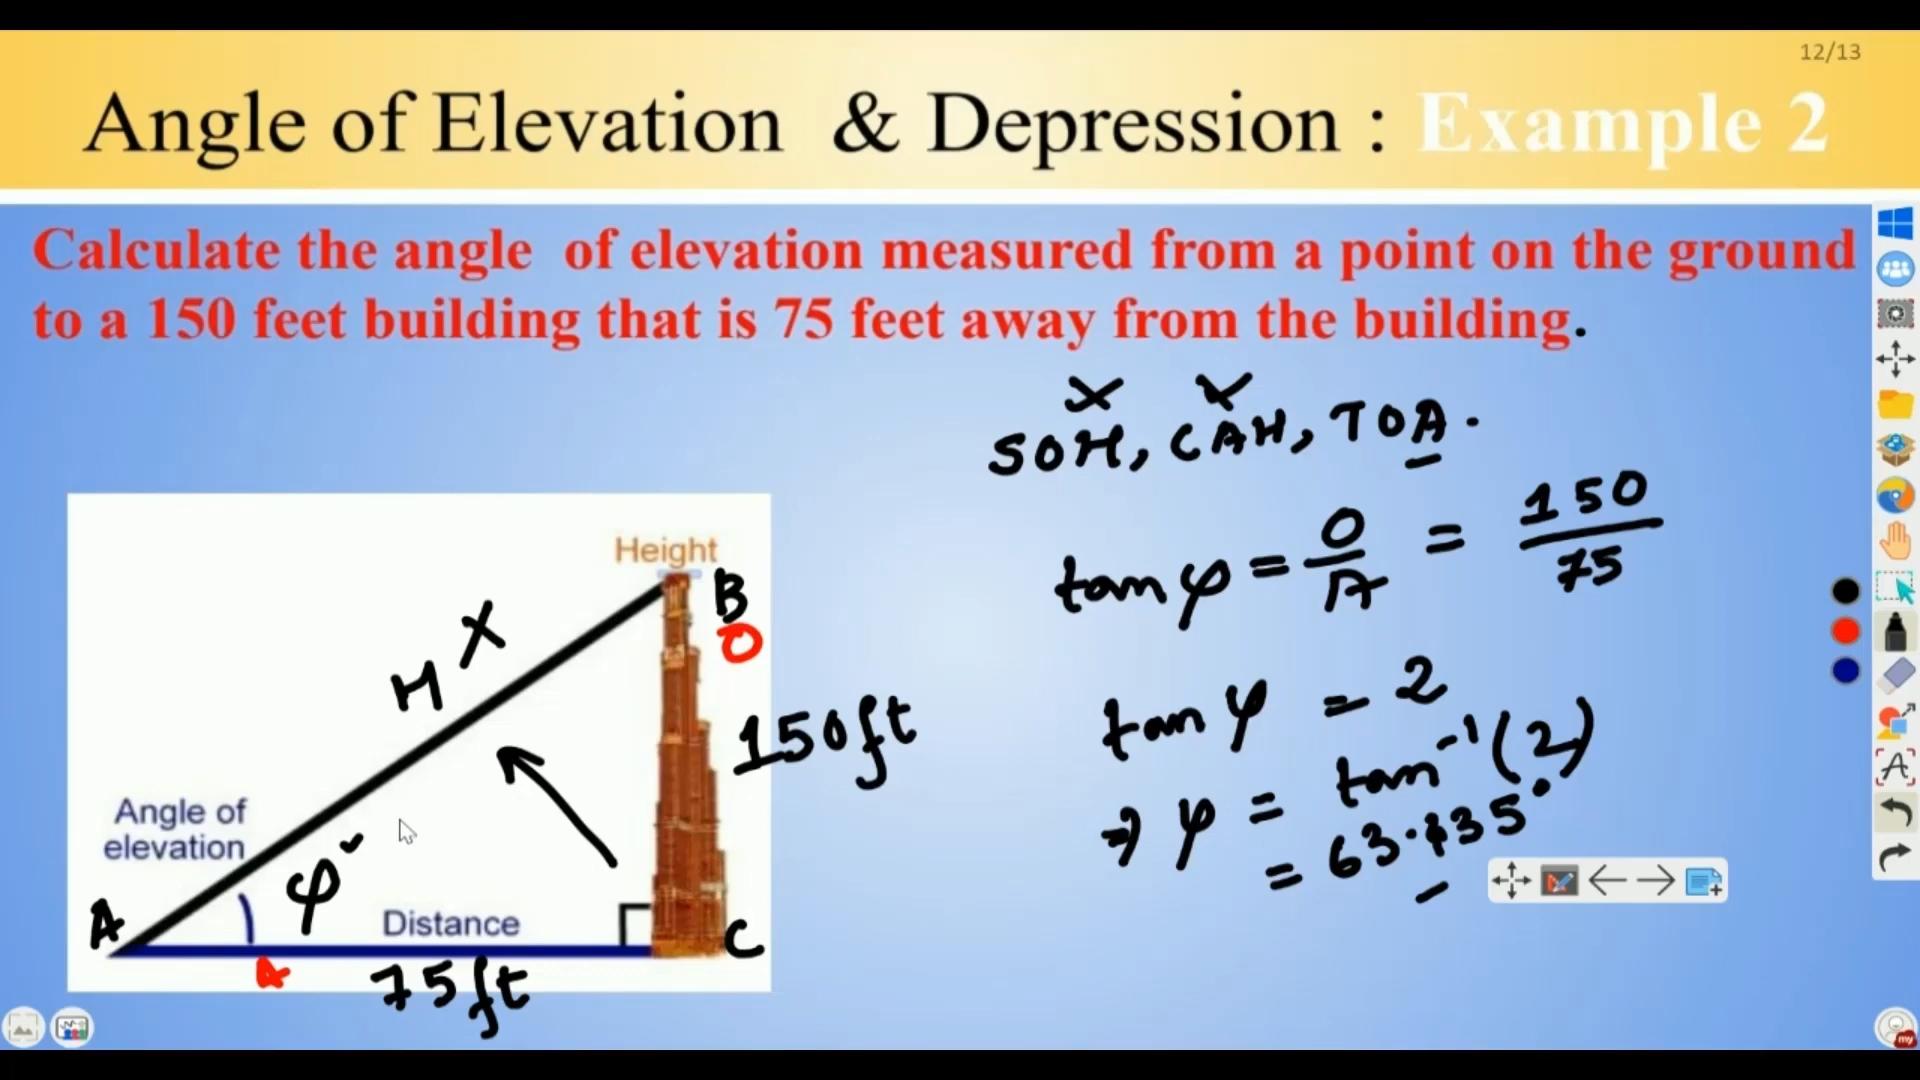 12/13
Angle of Elevation & Depression : Example 2
Calculate the angle of elevation measured from a point on the ground
to a 150 feet building that is 75 feet away from the building.
SOH, CAH, TOA.
tan φ = O/A = 150/75
tan φ = 2
⇒ φ = tan⁻¹(2)
Height
B
O
H X
150ft
Angle of
elevation
φ
A
Distance
C
A
75ft
my